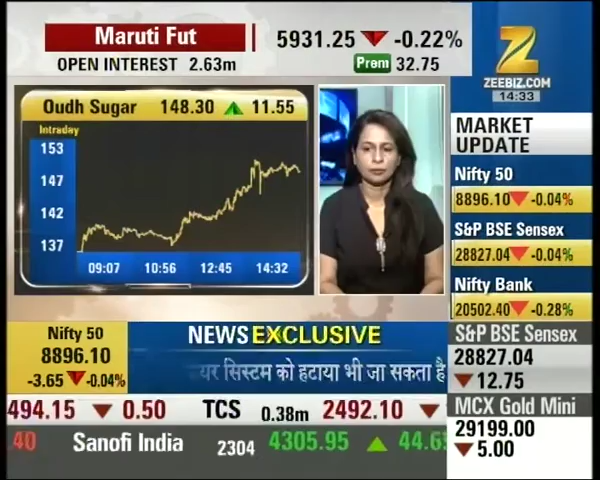 Maruti Fut
5931.25 -0.22%
OPEN INTEREST 2.63m
Prem 32.75
ZEEBIZ.COM
14:33
Oudh Sugar 148.30 11.55
Intraday
153
147
142
137
09:07 10:56 12:45 14:32
MARKET
UPDATE
Nifty 50
8896.10 -0.04%
S&P BSE Sensex
28827.04 -0.04%
Nifty Bank
20502.40 -0.28%
S&P BSE Sensex
28827.04
12.75
MCX Gold Mini
29199.00
5.00
Nifty 50
8896.10
-3.65 -0.04%
NEWS EXCLUSIVE
सिस्टम को हटाया भी जा सकता है
494.15 0.50 TCS 0.38m 2492.10
.40 Sanofi India 2304 4305.95 44.6